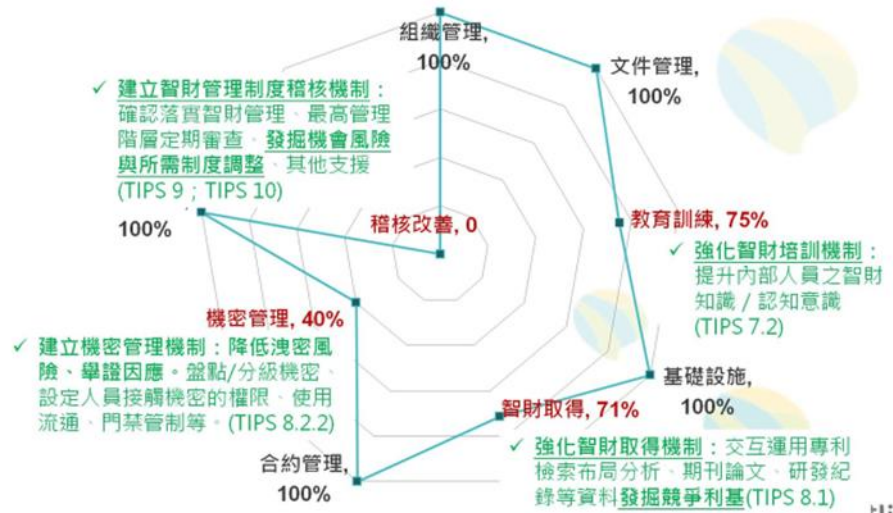 組織管理,
100%
文件管理,
100%
✓ 建立智財管理制度稽核機制：
確認落實智財管理、最高管理
階層定期審查、發掘機會風險
與所需制度調整、其他支援
(TIPS 9；TIPS 10)
100%
稽核改善, 0
教育訓練, 75%
✓ 強化智財培訓機制：
提升內部人員之智財
知識 / 認知意識
(TIPS 7.2)
機密管理, 40%
✓ 建立機密管理機制：降低洩密風
險、舉證因應。盤點/分級機密、
設定人員接觸機密的權限、使用
流通、門禁管制等。(TIPS 8.2.2)
基礎設施,
100%
智財取得, 71%
✓ 強化智財取得機制：交互運用專利
檢索布局分析、期刊論文、研發紀
錄等資料發掘競爭利基(TIPS 8.1)
合約管理,
100%